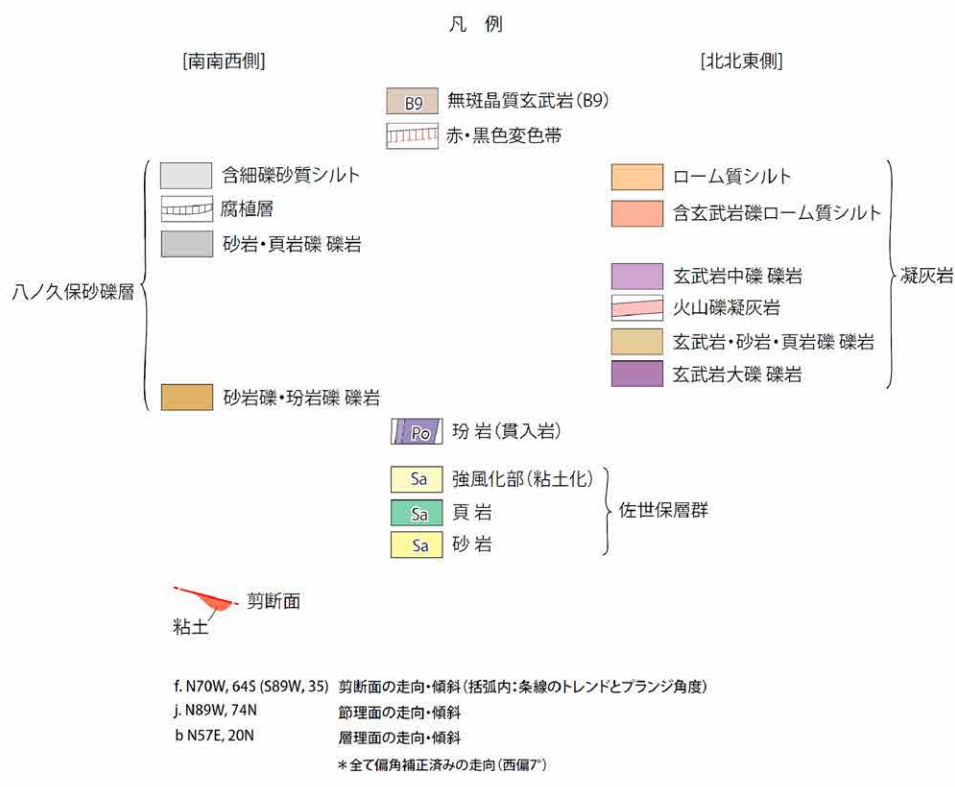 凡 例
[南南西側]
[北北東側]
B9 無斑晶質玄武岩(B9)
赤・黒色変色帯
含細礫砂質シルト
腐植層
砂岩・頁岩礫 礫岩
八ノ久保砂礫層
砂岩礫・玢岩礫 礫岩
ローム質シルト
含玄武岩礫ローム質シルト
玄武岩中礫 礫岩
火山礫凝灰岩
玄武岩・砂岩・頁岩礫 礫岩
玄武岩大礫 礫岩
凝灰岩
Po 玢 岩(貫入岩)
Sa 強風化部(粘土化)
Sa 頁 岩
Sa 砂 岩
佐世保層群
剪断面
粘土
f. N70W, 64S (S89W, 35) 剪断面の走向・傾斜(括弧内:条線のトレンドとプランジ角度)
j. N89W, 74N 節理面の走向・傾斜
b N57E, 20N 層理面の走向・傾斜
*全て偏角補正済みの走向(西偏7°)